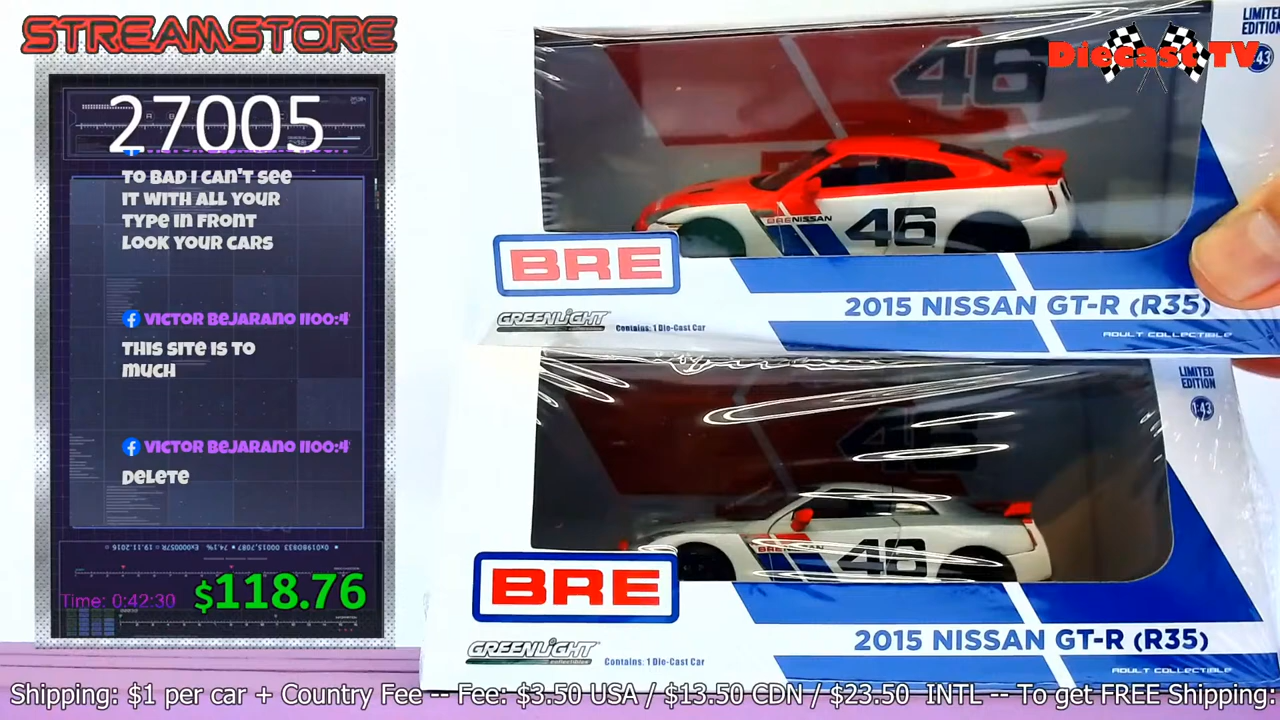 STREAMSTORE
27005
TO BAD I CAN'T SEE
IT WITH ALL YOUR
TYPE IN FRONT
LOOK YOUR CARS
VICTOR BEJARANO 1100:4
THIS SITE IS TO
MUCH
VICTOR BEJARANO 1100:4
DELETE
Time: 0:42:30
$118.76
Diecast TV
LIMITED
EDITION
46
BRE NISSAN
46
BRE
2015 NISSAN GT-R (R35)
GREENLIGHT
Contains: 1 Die-Cast Car
ADULT COLLECTIBLE
LIMITED
EDITION
1:43
46
46
BRE
2015 NISSAN GT-R (R35)
GREENLIGHT
collectibles
Contains: 1 Die-Cast Car
ADULT COLLECTIBLE
Shipping: $1 per car + Country Fee -- Fee: $3.50 USA / $13.50 CDN / $23.50 INTL -- To get FREE Shipping: